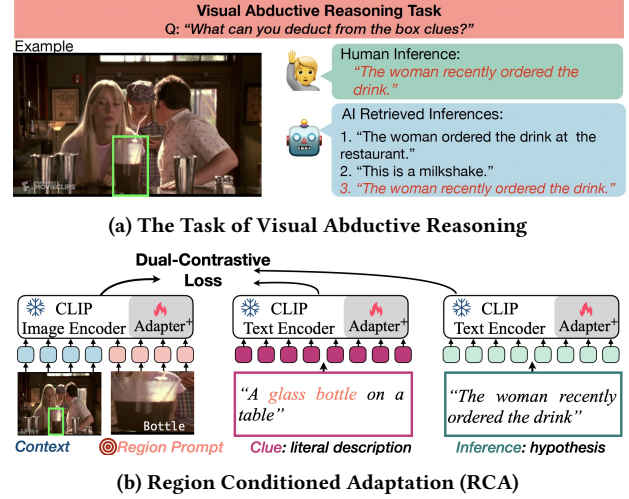 Visual Abductive Reasoning Task
Q: "What can you deduct from the box clues?"
Example
MOVIECLIPS
Human Inference:
"The woman recently ordered the
drink."
AI Retrieved Inferences:
1. "The woman ordered the drink at the
restaurant."
2. "This is a milkshake."
3. "The woman recently ordered the drink."
(a) The Task of Visual Abductive Reasoning
Dual-Contrastive
Loss
CLIP
Image Encoder
Adapter+
CLIP
Text Encoder
Adapter+
CLIP
Text Encoder
Adapter+
Bottle
Context
Region Prompt
"A glass bottle on a
table"
Clue: literal description
"The woman recently
ordered the drink"
Inference: hypothesis
(b) Region Conditioned Adaptation (RCA)